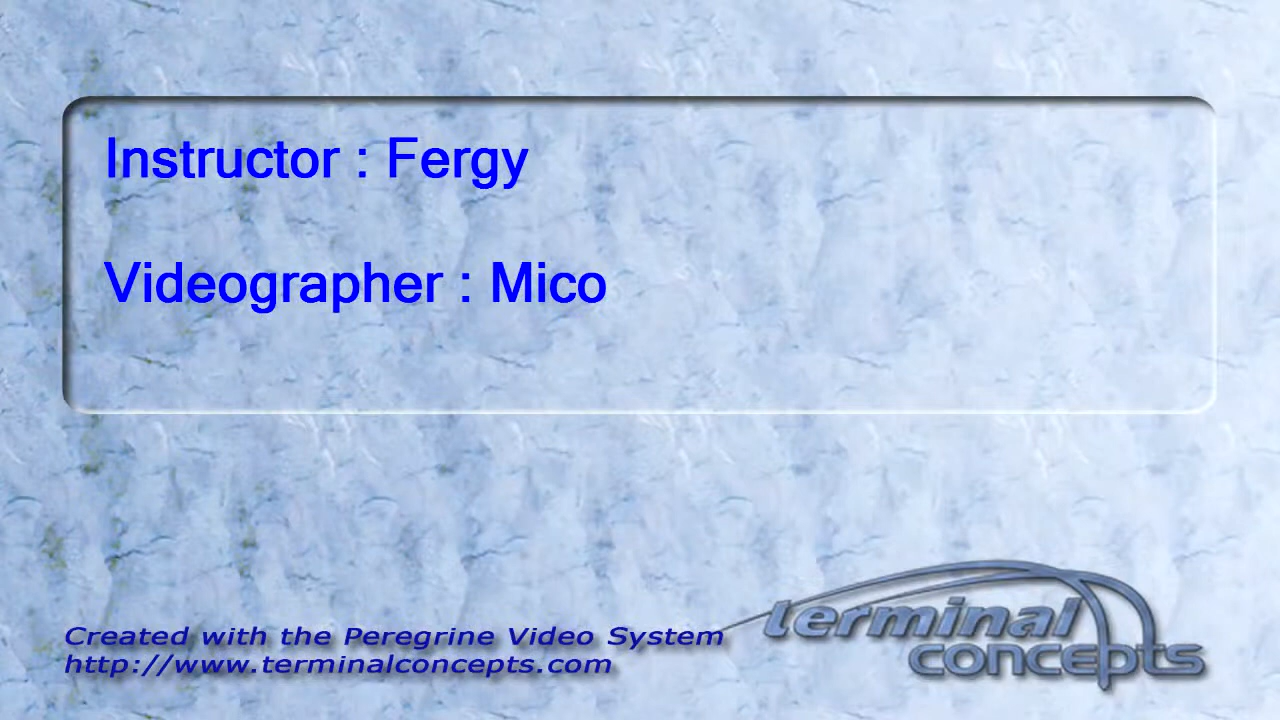 Instructor : Fergy
Videographer : Mico
Created with the Peregrine Video System
http://www.terminalconcepts.com
terminal
concepts